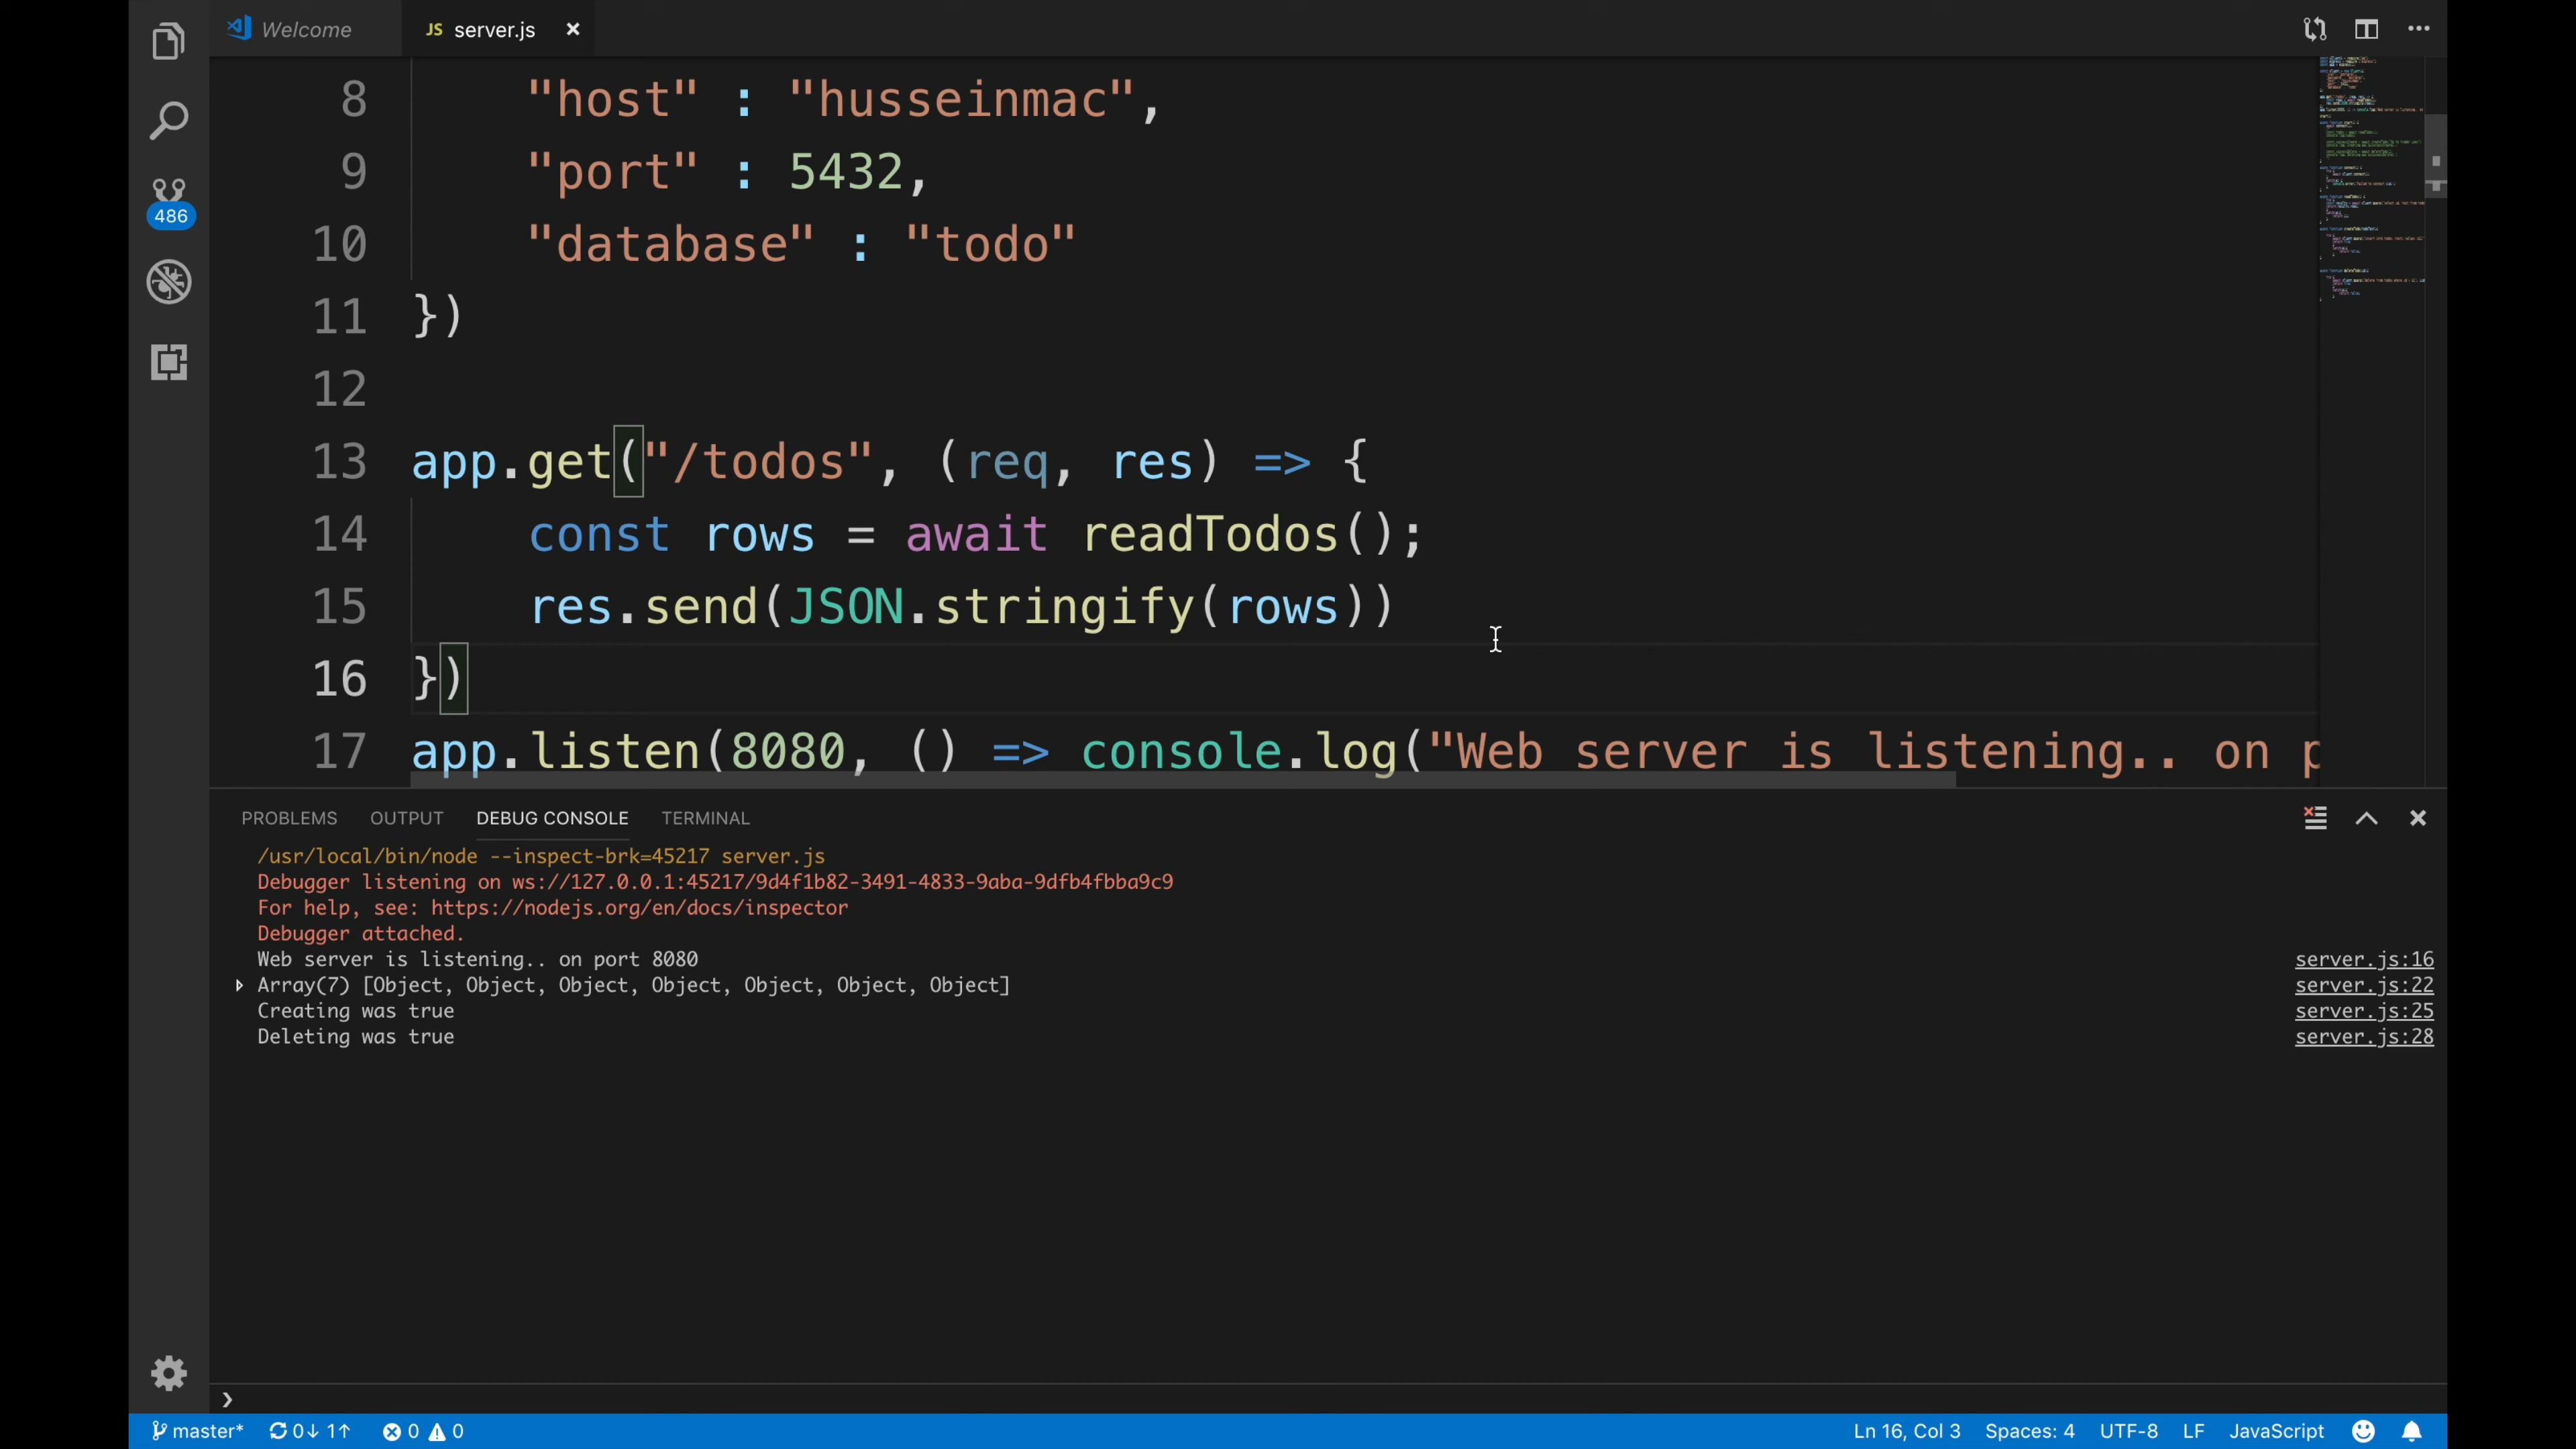 Welcome
JS server.js
8 "host" : "husseinmac",
9 "port" : 5432,
10 "database" : "todo"
11 })
12
13 app.get("/todos", (req, res) => {
14 const rows = await readTodos();
15 res.send(JSON.stringify(rows))
16 })
17 app.listen(8080, () => console.log("Web server is listening.. on p
486
PROBLEMS OUTPUT DEBUG CONSOLE TERMINAL
/usr/local/bin/node --inspect-brk=45217 server.js
Debugger listening on ws://127.0.0.1:45217/9d4f1b82-3491-4833-9aba-9dfb4fbba9c9
For help, see: https://nodejs.org/en/docs/inspector
Debugger attached.
Web server is listening.. on port 8080 server.js:16
Array(7) [Object, Object, Object, Object, Object, Object, Object] server.js:22
Creating was true server.js:25
Deleting was true server.js:28
master* 0↓ 1↑ 0 0 Ln 16, Col 3 Spaces: 4 UTF-8 LF JavaScript